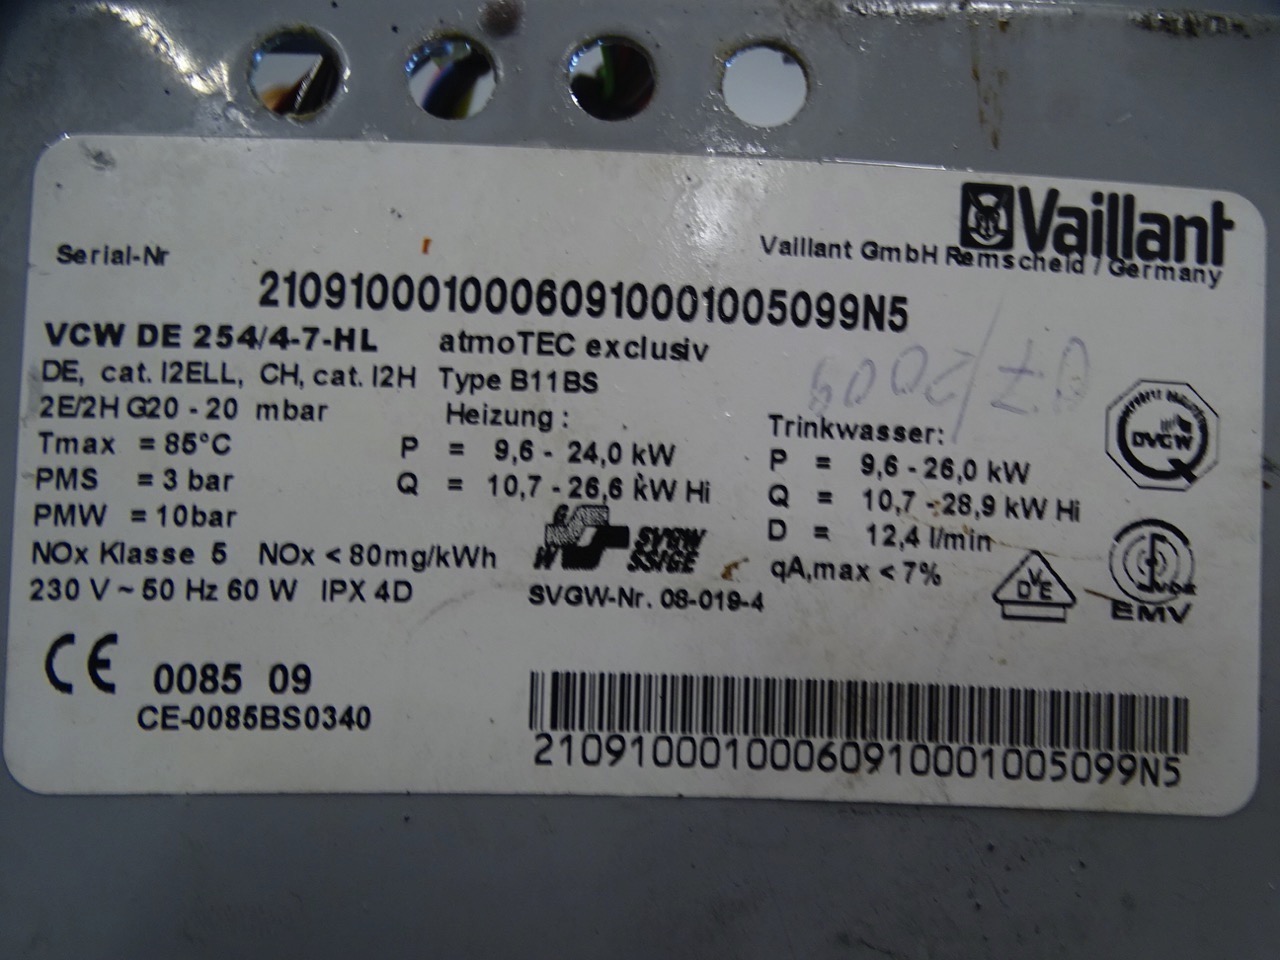 Vaillant
Serial-Nr
Vaillant GmbH Remscheid / Germany
21091000100060910001005099N5
VCW DE 254/4-7-HL
atmoTEC exclusiv
07/2009
DE, cat. I2ELL, CH, cat. I2H
Type B11BS
2E/2H G20 - 20 mbar
Tmax = 85°C
PMS = 3 bar
PMW = 10bar
NOx Klasse 5 NOx < 80mg/kWh
230 V ~ 50 Hz 60 W IPX 4D
Heizung :
P = 9,6 - 24,0 kW
Q = 10,7 - 26,6 kW Hi
SVGW
SSIGE
SVGW-Nr. 08-019-4
Trinkwasser:
P = 9,6 - 26,0 kW
Q = 10,7 - 28,9 kW Hi
D = 12,4 l/min
qA,max < 7%
DVGW
DVE
VDE
EMV
CE 0085 09
CE-0085BS0340
21091000100060910001005099N5